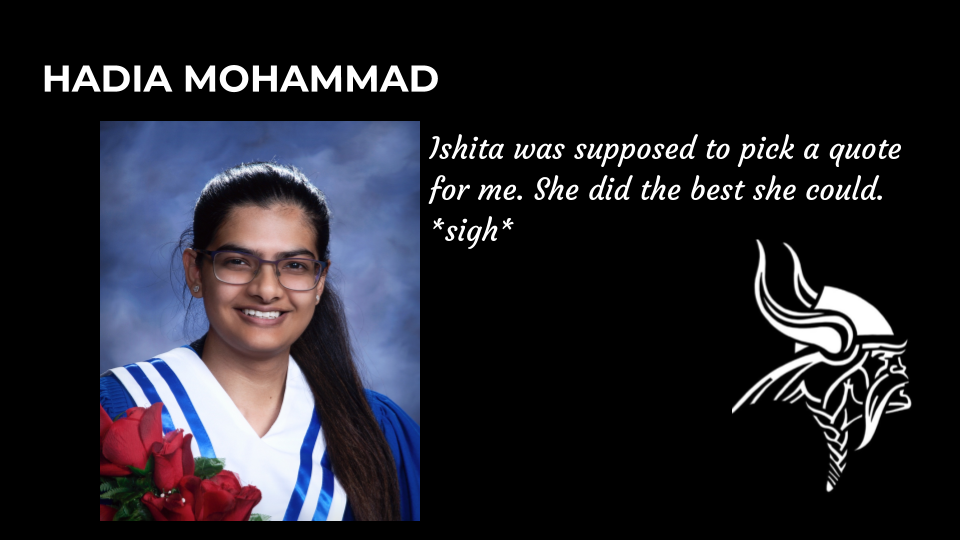 HADIA MOHAMMAD
Ishita was supposed to pick a quote
for me. She did the best she could.
*sigh*